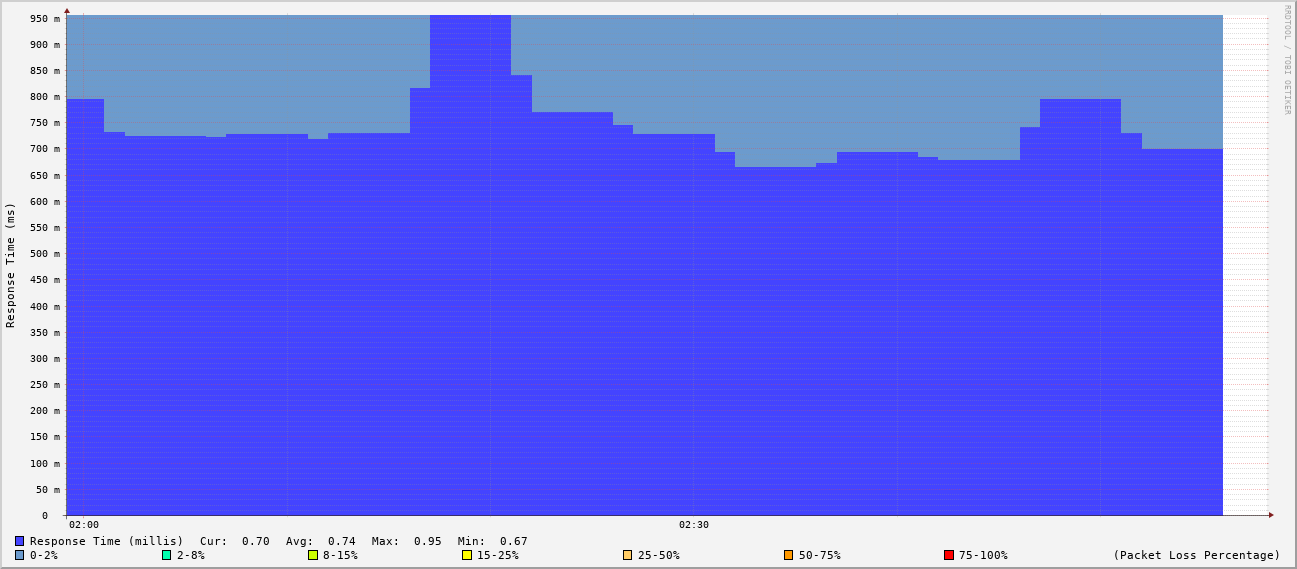 RRDTOOL / TOBI OETIKER
Response Time (ms)
950 m
900 m
850 m
800 m
750 m
700 m
650 m
600 m
550 m
500 m
450 m
400 m
350 m
300 m
250 m
200 m
150 m
100 m
50 m
0
02:00 02:30
Response Time (millis) Cur: 0.70 Avg: 0.74 Max: 0.95 Min: 0.67
0-2% 2-8% 8-15% 15-25% 25-50% 50-75% 75-100% (Packet Loss Percentage)